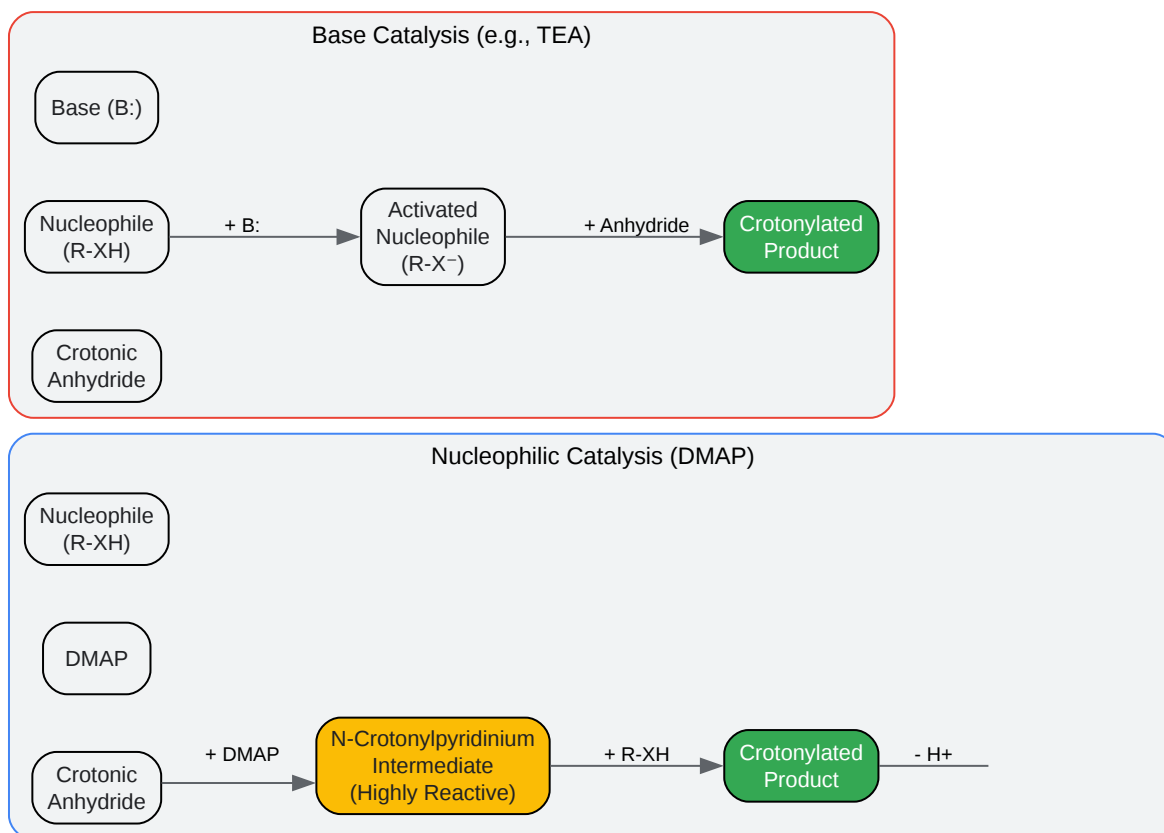 Base Catalysis (e.g., TEA)
Base (B:)
Nucleophile
(R-XH)
+ B:
Activated
Nucleophile
(R-X⁻)
+ Anhydride
Crotonylated
Product
Crotonic
Anhydride
Nucleophilic Catalysis (DMAP)
Nucleophile
(R-XH)
DMAP
Crotonic
Anhydride
+ DMAP
N-Crotonylpyridinium
Intermediate
(Highly Reactive)
+ R-XH
Crotonylated
Product
- H+